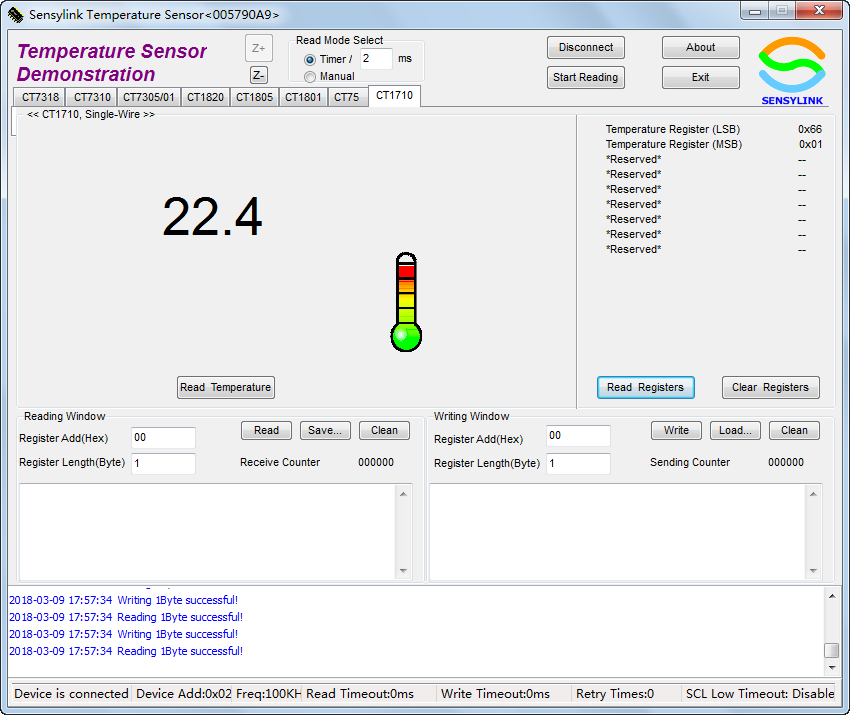 Sensylink Temperature Sensor<005790A9>
Temperature Sensor
Demonstration
Z+
Z-
Read Mode Select
Timer / 2 ms
Manual
Disconnect
About
Start Reading
Exit
SENSYLINK
CT7318 CT7310 CT7305/01 CT1820 CT1805 CT1801 CT75 CT1710
<< CT1710, Single-Wire >>
22.4
Read Temperature
Temperature Register (LSB) 0x66
Temperature Register (MSB) 0x01
*Reserved* --
*Reserved* --
*Reserved* --
*Reserved* --
*Reserved* --
*Reserved* --
*Reserved* --
Read Registers
Clear Registers
Reading Window
Register Add(Hex) 00 Read Save... Clean
Register Length(Byte) 1 Receive Counter 000000
Writing Window
Register Add(Hex) 00 Write Load... Clean
Register Length(Byte) 1 Sending Counter 000000
2018-03-09 17:57:34 Writing 1Byte successful!
2018-03-09 17:57:34 Reading 1Byte successful!
2018-03-09 17:57:34 Writing 1Byte successful!
2018-03-09 17:57:34 Reading 1Byte successful!
Device is connected Device Add:0x02 Freq:100KH Read Timeout:0ms Write Timeout:0ms Retry Times:0 SCL Low Timeout: Disable